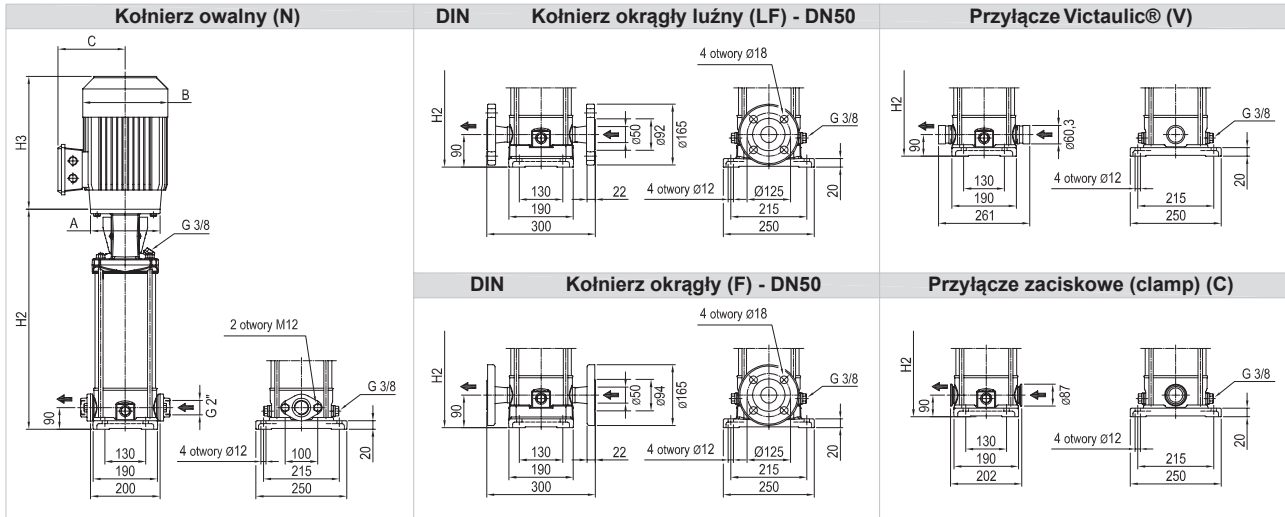 Kołnierz owalny (N)
C
B
H3
A
G 3/8
H2
2 otwory M12
G 3/8
G 2"
90
20
130
4 otwory Ø12
100
190
215
200
250
DIN Kołnierz okrągły luźny (LF) - DN50
4 otwory Ø18
H2
G 3/8
90
Ø50
Ø92
Ø165
130
22
4 otwory Ø12
Ø125
20
190
215
300
250
DIN Kołnierz okrągły (F) - DN50
4 otwory Ø18
H2
G 3/8
90
Ø50
Ø94
Ø165
130
22
4 otwory Ø12
Ø125
20
190
215
300
250
Przyłącze Victaulic® (V)
H2
G 3/8
90
Ø60,3
130
4 otwory Ø12
20
190
215
261
250
Przyłącze zaciskowe (clamp) (C)
H2
G 3/8
90
Ø87
130
4 otwory Ø12
20
190
215
202
250